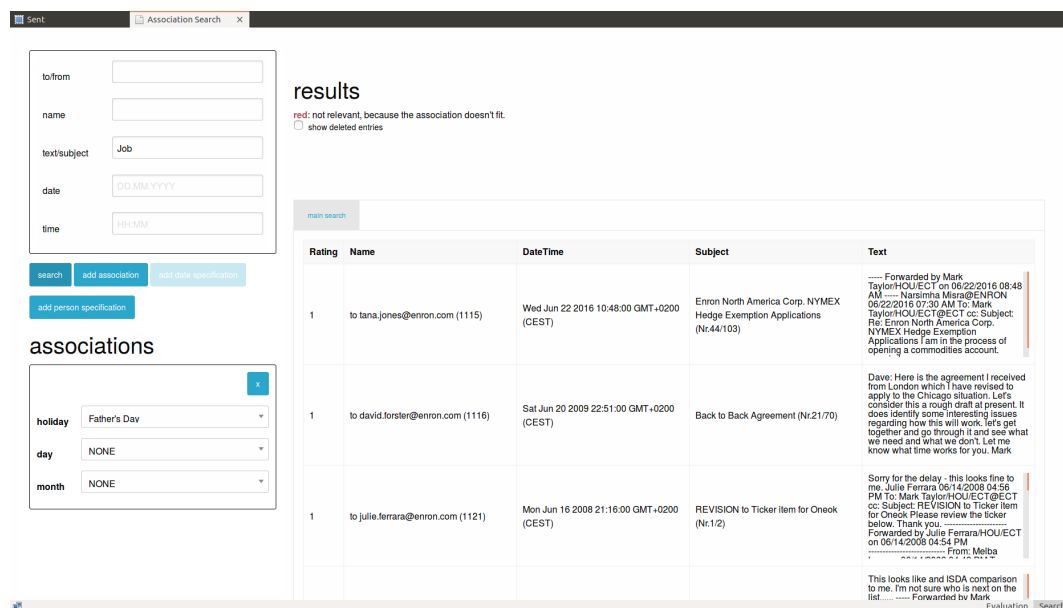 Sent
Association Search
to/from
name
text/subject Job
date DD.MM.YYYY
time HH:MM
search add association add date specification
add person specification
associations
x
holiday Father's Day
day NONE
month NONE
results
red: not relevant, because the association doesn't fit.
show deleted entries
main search
Rating Name DateTime Subject Text
1
to tana.jones@enron.com (1115)
Wed Jun 22 2016 10:48:00 GMT+0200
(CEST)
Enron North America Corp. NYMEX
Hedge Exemption Applications
(Nr.44/103)
----- Forwarded by Mark
Taylor/HOU/ECT on 06/22/2016 08:48
AM ----- Narsimha Misra@ENRON
06/22/2016 07:30 AM To: Mark
Taylor/HOU/ECT@ECT cc: Subject:
Re: Enron North America Corp.
NYMEX Hedge Exemption
Applications I am in the process of
opening a commodities account.
1
to david.forster@enron.com (1116)
Sat Jun 20 2009 22:51:00 GMT+0200
(CEST)
Back to Back Agreement (Nr.21/70)
Dave: Here is the agreement I received
from London which I have revised to
apply to the Chicago situation. Let's
consider this a rough draft at present. It
does identify some interesting issues
regarding how this will work. let's get
together and go through it and see what
we need and what we don't. Let me
know what time works for you. Mark
1
to julie.ferrara@enron.com (1121)
Mon Jun 16 2008 21:16:00 GMT+0200
(CEST)
REVISION to Ticker item for Oneok
(Nr.1/2)
Sorry for the delay - this looks fine to
me. Julie Ferrara 06/14/2008 04:56
PM To: Mark Taylor/HOU/ECT@ECT
cc: Subject: REVISION to Ticker item
for Oneok Please review the ticker
below. Thank you. ----------------------
Forwarded by Julie Ferrara/HOU/ECT
on 06/14/2008 04:54 PM
--------------------------- From: Melba
This looks like and ISDA comparison
to me. I'm not sure who is next on the
list...... ----- Forwarded by Mark
Evaluation Search